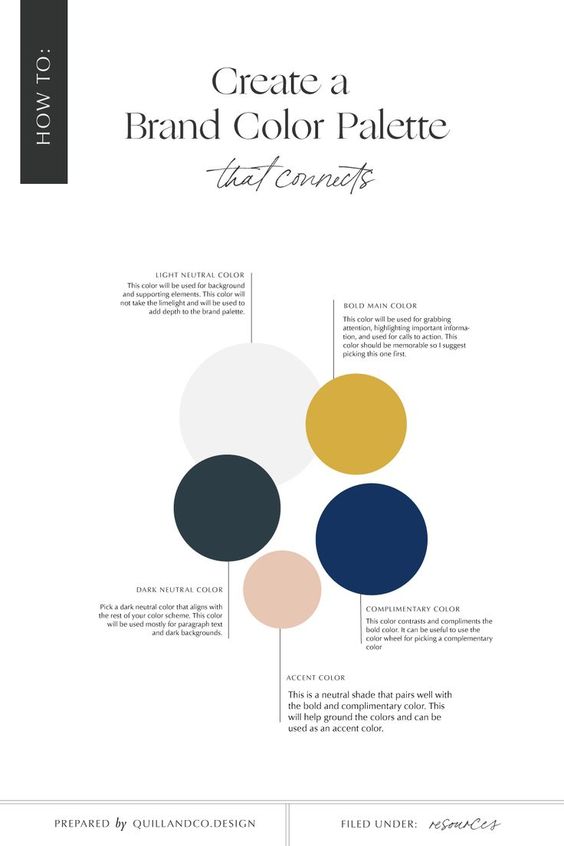 HOW TO:
Create a
Brand Color Palette
that connects
LIGHT NEUTRAL COLOR
This color will be used for background
and supporting elements. This color will
not take the limelight and will be used to
add depth to the brand palette.
BOLD MAIN COLOR
This color will be used for grabbing
attention, highlighting important informa-
tion, and used for calls to action. This
color should be memorable so I suggest
picking this one first.
DARK NEUTRAL COLOR
Pick a dark neutral color that aligns with
the rest of your color scheme. This color
will be used mostly for paragraph text
and dark backgrounds.
COMPLIMENTARY COLOR
This color contrasts and compliments the
bold color. It can be useful to use the
color wheel for picking a complementary
color
ACCENT COLOR
This is a neutral shade that pairs well with
the bold and complimentary color. This
will help ground the colors and can be
used as an accent color.
PREPARED by QUILLANDCO.DESIGN
FILED UNDER: resources